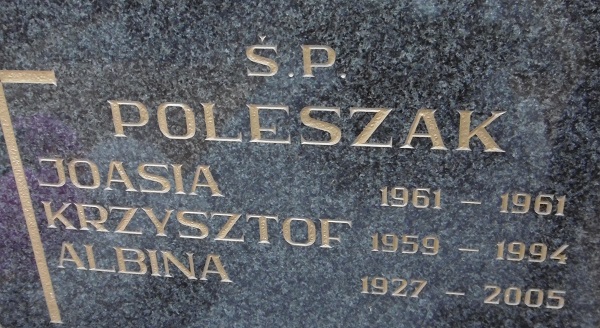 Ś.P.
POLESZAK
JOASIA 1961 - 1961
KRZYSZTOF 1959 - 1994
ALBINA 1927 - 2005